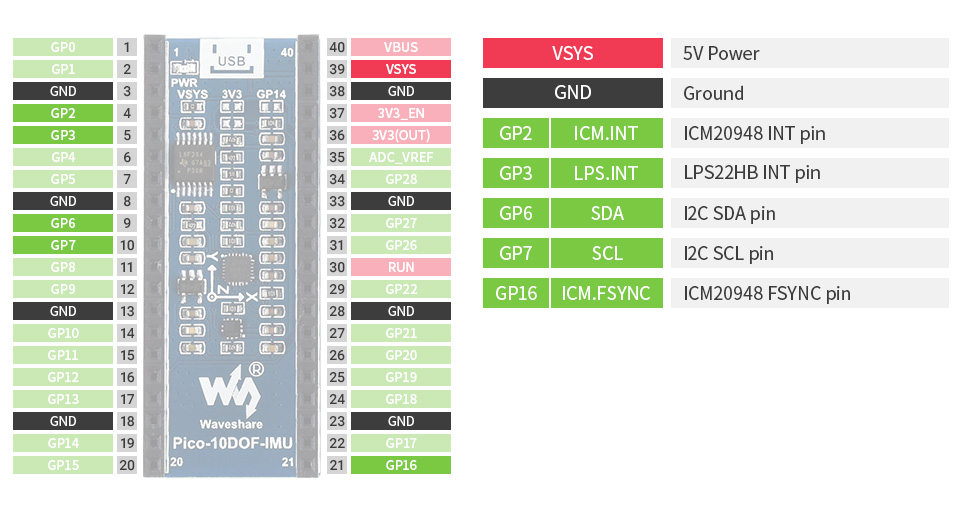 GP0 1
GP1 2
GND 3
GP2 4
GP3 5
GP4 6
GP5 7
GND 8
GP6 9
GP7 10
GP8 11
GP9 12
GND 13
GP10 14
GP11 15
GP12 16
GP13 17
GND 18
GP14 19
GP15 20
1 40
USB
PWR
VSYS 3V3 GP14
Y
Z
X
®
Waveshare
Pico-10DOF-IMU
20 21
40 VBUS
39 VSYS
38 GND
37 3V3_EN
36 3V3(OUT)
35 ADC_VREF
34 GP28
33 GND
32 GP27
31 GP26
30 RUN
29 GP22
28 GND
27 GP21
26 GP20
25 GP19
24 GP18
23 GND
22 GP17
21 GP16
VSYS 5V Power
GND Ground
GP2 ICM.INT ICM20948 INT pin
GP3 LPS.INT LPS22HB INT pin
GP6 SDA I2C SDA pin
GP7 SCL I2C SCL pin
GP16 ICM.FSYNC ICM20948 FSYNC pin